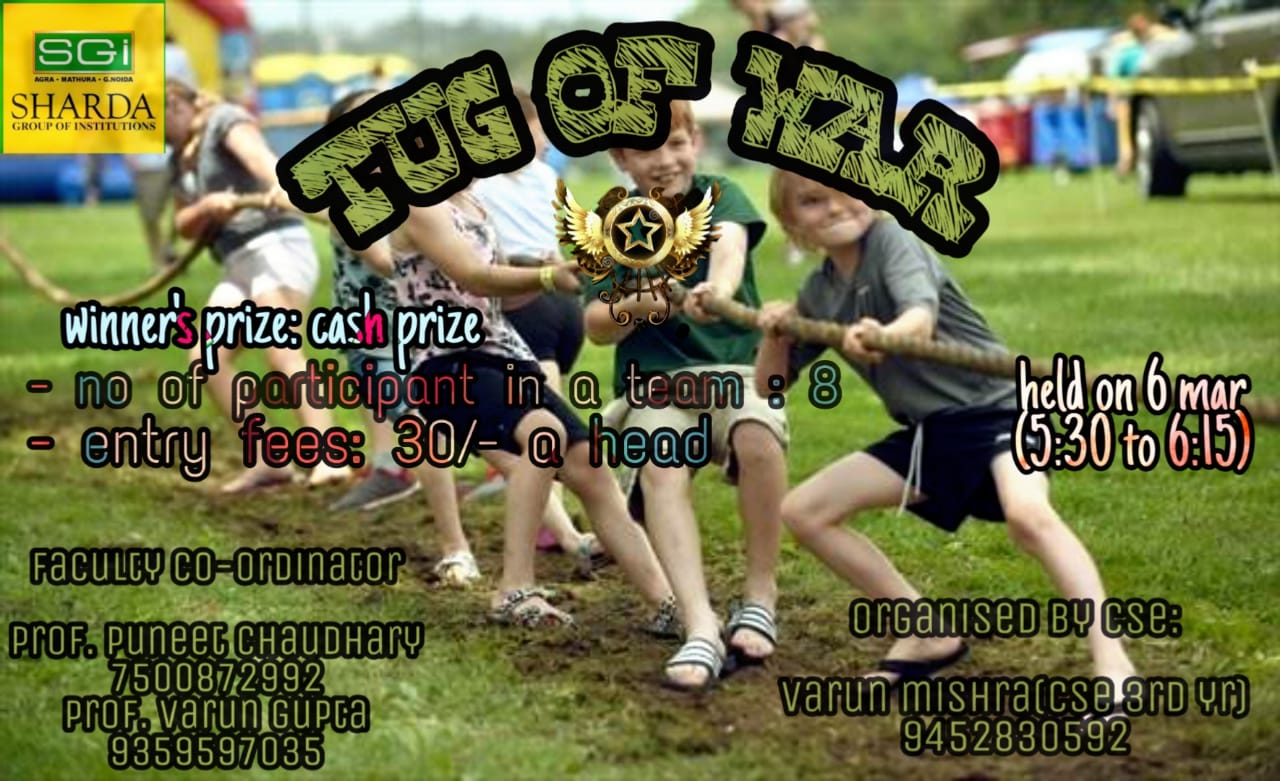 SGi
AGRA • MATHURA • G.NOIDA
SHARDA
GROUP OF INSTITUTIONS
TUG OF WAR
winner's prize: cash prize
- no of participant in a team : 8
- entry fees: 30/- a head
held on 6 mar
(5:30 to 6:15)
Faculty co-ordinator
Prof. Puneet Chaudhary
7500872992
Prof. Varun Gupta
9359597035
Organised by CSE:
Varun Mishra(CSE 3rd Yr)
9452830592